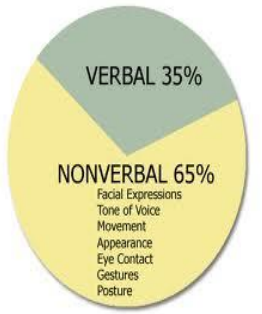 VERBAL 35%
NONVERBAL 65%
Facial Expressions
Tone of Voice
Movement
Appearance
Eye Contact
Gestures
Posture